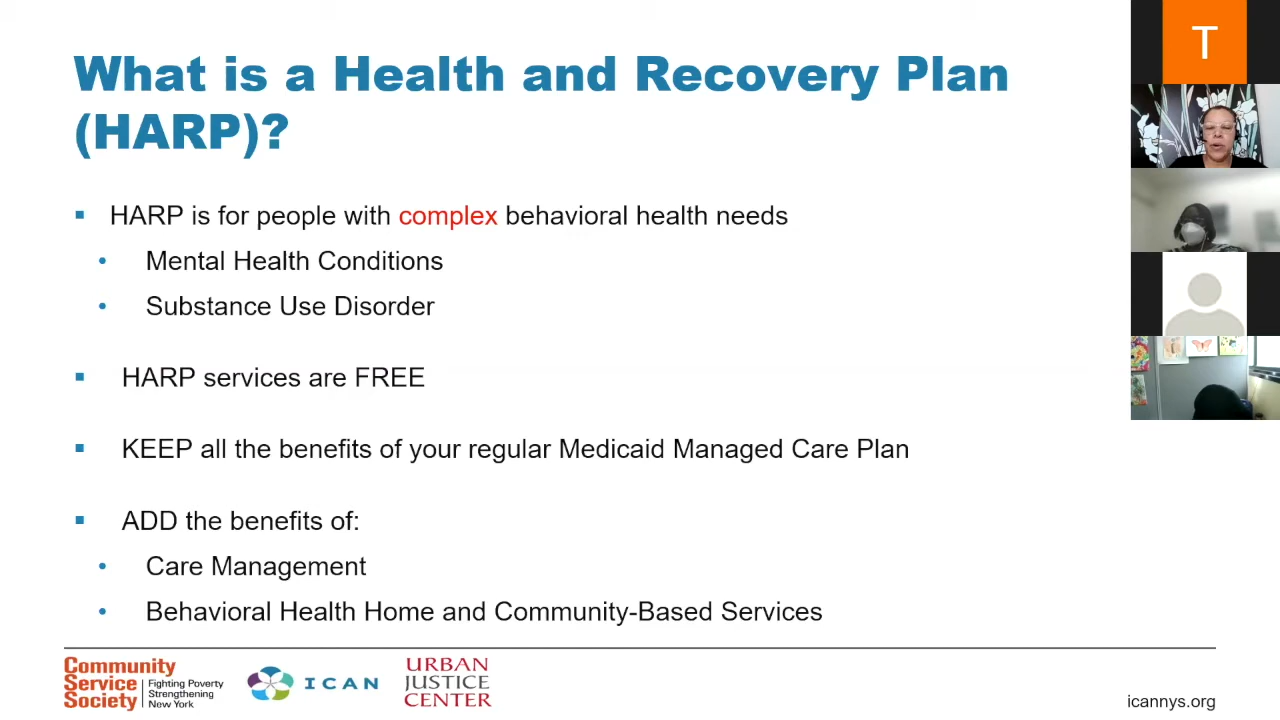 What is a Health and Recovery Plan
(HARP)?
▪ HARP is for people with complex behavioral health needs
• Mental Health Conditions
• Substance Use Disorder
▪ HARP services are FREE
▪ KEEP all the benefits of your regular Medicaid Managed Care Plan
▪ ADD the benefits of:
• Care Management
• Behavioral Health Home and Community-Based Services
Community
Service
Society
Fighting Poverty
Strengthening
New York
ICAN
URBAN
JUSTICE
CENTER
icannys.org
T